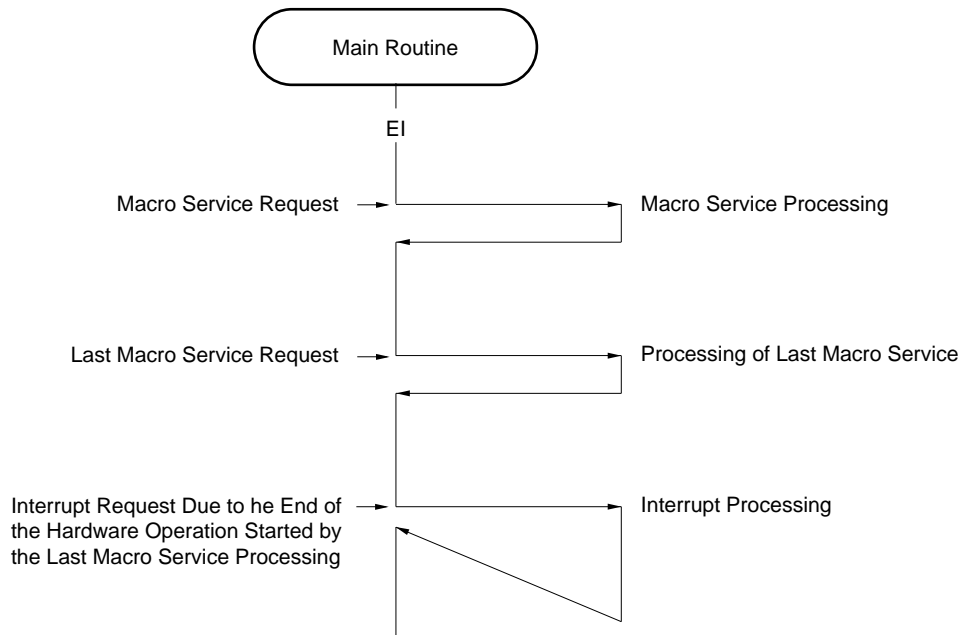 Main Routine
EI
Macro Service Request
Macro Service Processing
Last Macro Service Request
Processing of Last Macro Service
Interrupt Request Due to he End of
the Hardware Operation Started by
the Last Macro Service Processing
Interrupt Processing